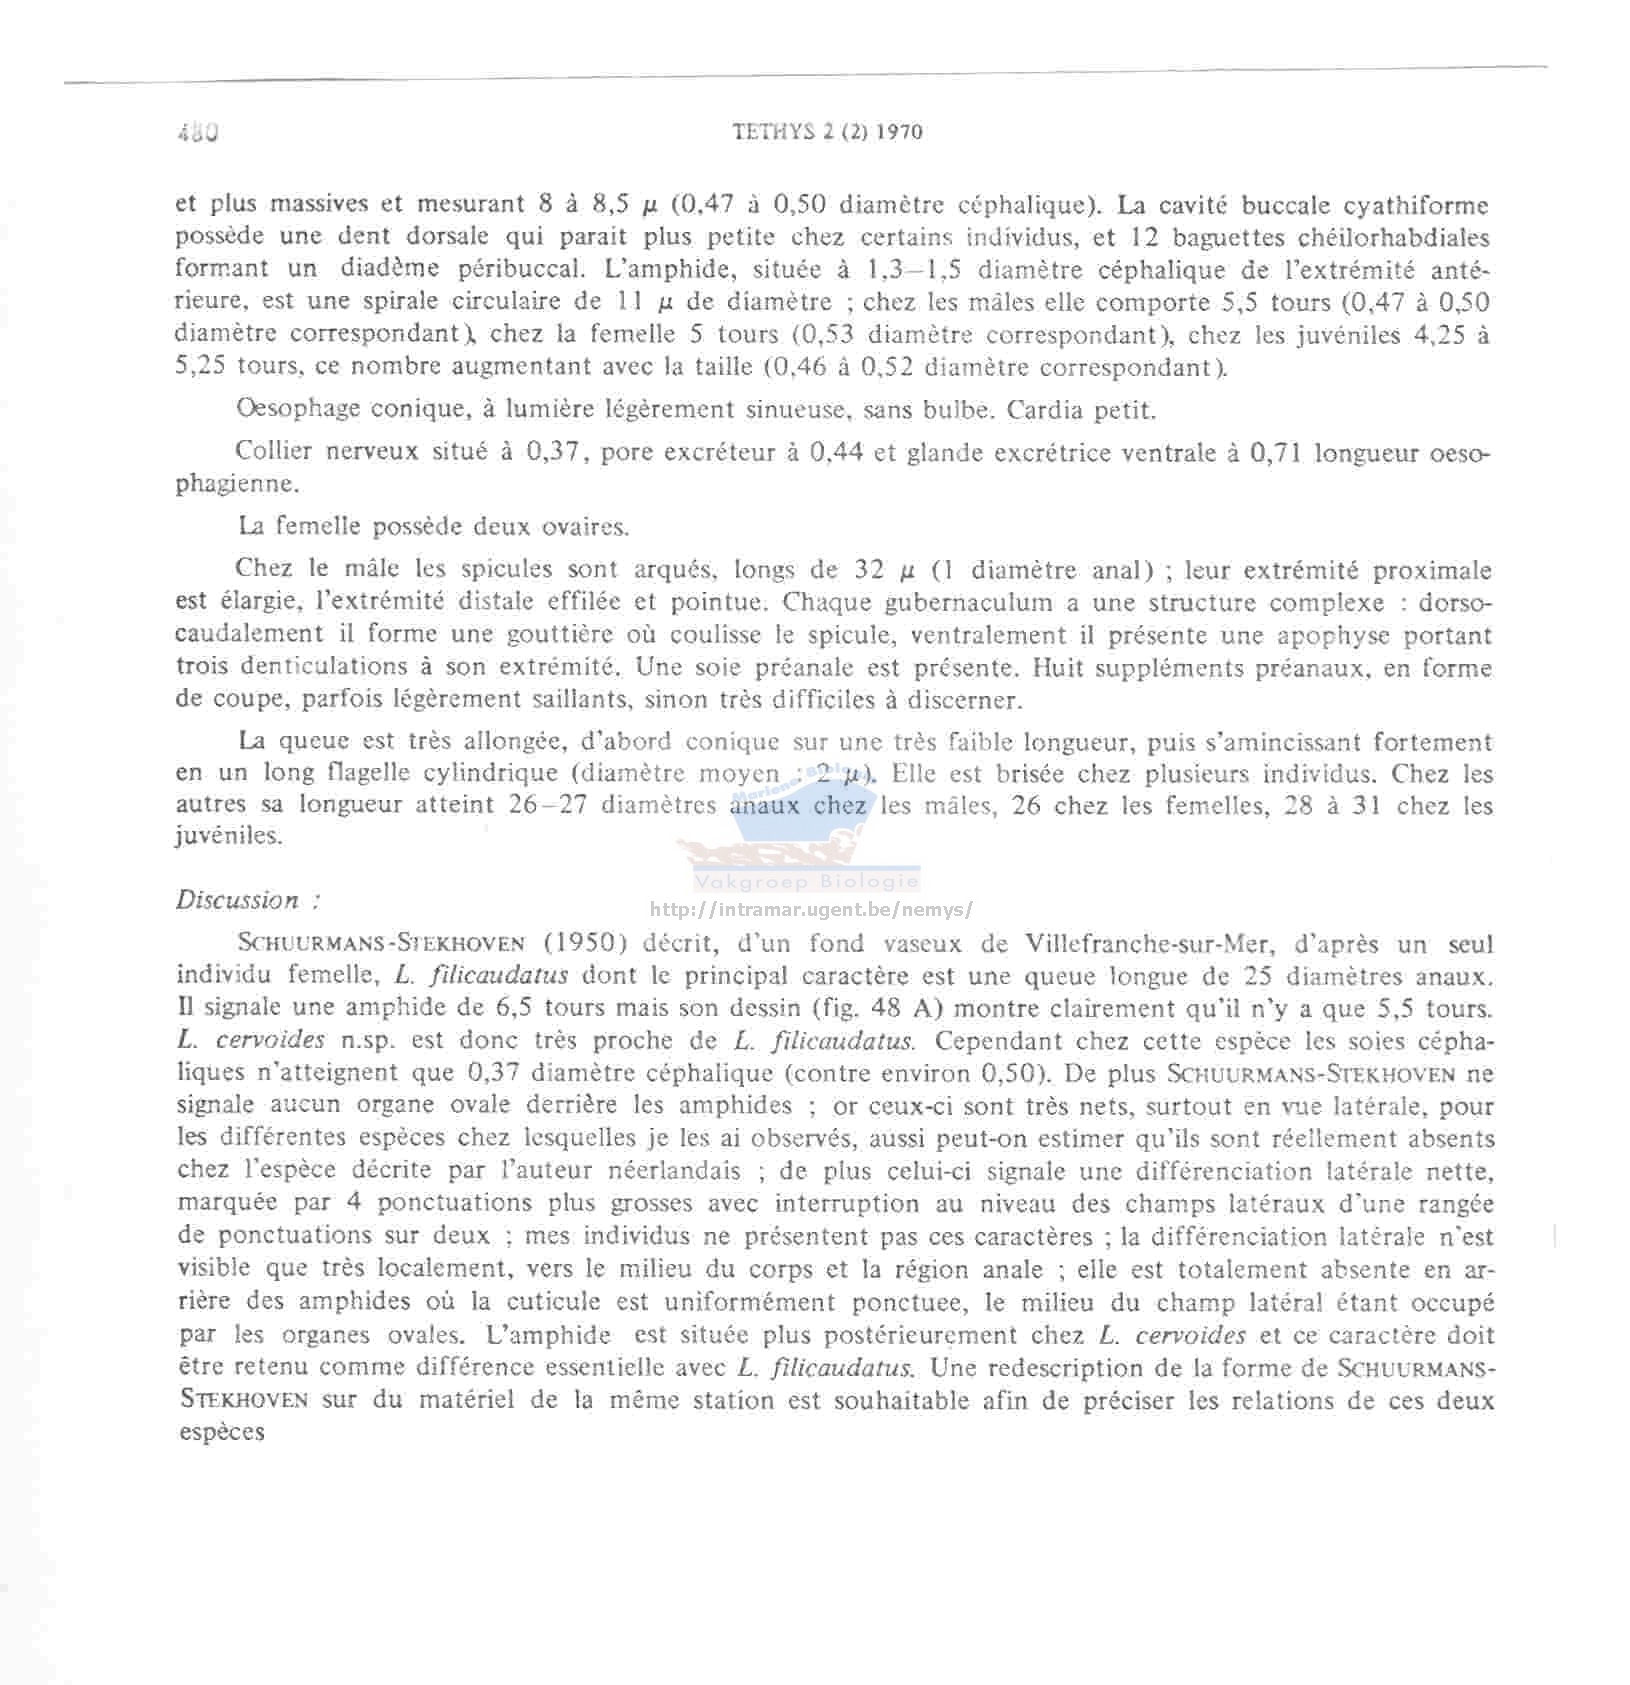 480
TETHYS 2 (2) 1970
et plus massives et mesurant 8 à 8,5 μ (0,47 à 0,50 diamètre céphalique). La cavité buccale cyathiforme
possède une dent dorsale qui parait plus petite chez certains individus, et 12 baguettes chéilorhabdiales
formant un diadème péribuccal. L'amphide, située à 1,3—1,5 diamètre céphalique de l'extrémité anté-
rieure, est une spirale circulaire de 11 μ de diamètre ; chez les mâles elle comporte 5,5 tours (0,47 à 0,50
diamètre correspondant), chez la femelle 5 tours (0,53 diamètre correspondant), chez les juvéniles 4,25 à
5,25 tours, ce nombre augmentant avec la taille (0,46 à 0,52 diamètre correspondant).
Oesophage conique, à lumière légèrement sinueuse, sans bulbe. Cardia petit.
Collier nerveux situé à 0,37, pore excréteur à 0,44 et glande excrétrice ventrale à 0,71 longueur oeso-
phagienne.
La femelle possède deux ovaires.
Chez le mâle les spicules sont arqués, longs de 32 μ (1 diamètre anal) ; leur extrémité proximale
est élargie, l'extrémité distale effilée et pointue. Chaque gubernaculum a une structure complexe : dorso-
caudalement il forme une gouttière où coulisse le spicule, ventralement il présente une apophyse portant
trois denticulations à son extrémité. Une soie préanale est présente. Huit suppléments préanaux, en forme
de coupe, parfois légèrement saillants, sinon très difficiles à discerner.
La queue est très allongée, d'abord conique sur une très faible longueur, puis s'amincissant fortement
en un long flagelle cylindrique (diamètre moyen : 2 μ). Elle est brisée chez plusieurs individus. Chez les
autres sa longueur atteint 26—27 diamètres anaux chez les mâles, 26 chez les femelles, 28 à 31 chez les
juvéniles.
Mariene Biologie
Vakgroep Biologie
http://intramar.ugent.be/nemys/
Discussion :
SCHUURMANS-STEKHOVEN (1950) décrit, d'un fond vaseux de Villefranche-sur-Mer, d'après un seul
individu femelle, L. filicaudatus dont le principal caractère est une queue longue de 25 diamètres anaux.
Il signale une amphide de 6,5 tours mais son dessin (fig. 48 A) montre clairement qu'il n'y a que 5,5 tours.
L. cervoides n.sp. est donc très proche de L. filicaudatus. Cependant chez cette espèce les soies cépha-
liques n'atteignent que 0,37 diamètre céphalique (contre environ 0,50). De plus SCHUURMANS-STEKHOVEN ne
signale aucun organe ovale derrière les amphides ; or ceux-ci sont très nets, surtout en vue latérale, pour
les différentes espèces chez lesquelles je les ai observés, aussi peut-on estimer qu'ils sont réellement absents
chez l'espèce décrite par l'auteur néerlandais ; de plus celui-ci signale une différenciation latérale nette,
marquée par 4 ponctuations plus grosses avec interruption au niveau des champs latéraux d'une rangée
de ponctuations sur deux ; mes individus ne présentent pas ces caractères ; la différenciation latérale n'est
visible que très localement, vers le milieu du corps et la région anale ; elle est totalement absente en ar-
rière des amphides où la cuticule est uniformément ponctuee, le milieu du champ latéral étant occupé
par les organes ovales. L'amphide est située plus postérieurement chez L. cervoides et ce caractère doit
être retenu comme différence essentielle avec L. filicaudatus. Une redescription de la forme de SCHUURMANS-
STEKHOVEN sur du matériel de la même station est souhaitable afin de préciser les relations de ces deux
espèces